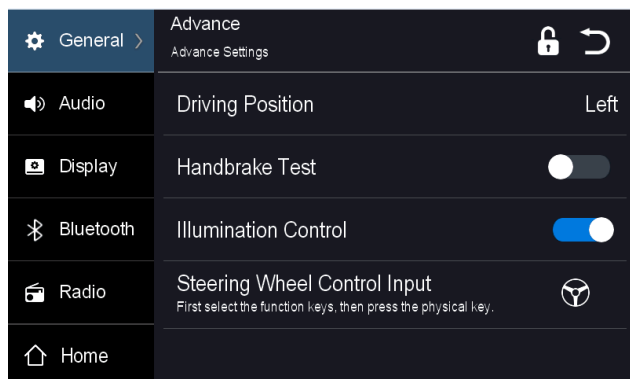 General >
Audio
Display
Bluetooth
Radio
Home
Advance
Advance Settings
Driving Position Left
Handbrake Test
Illumination Control
Steering Wheel Control Input
First select the function keys, then press the physical key.